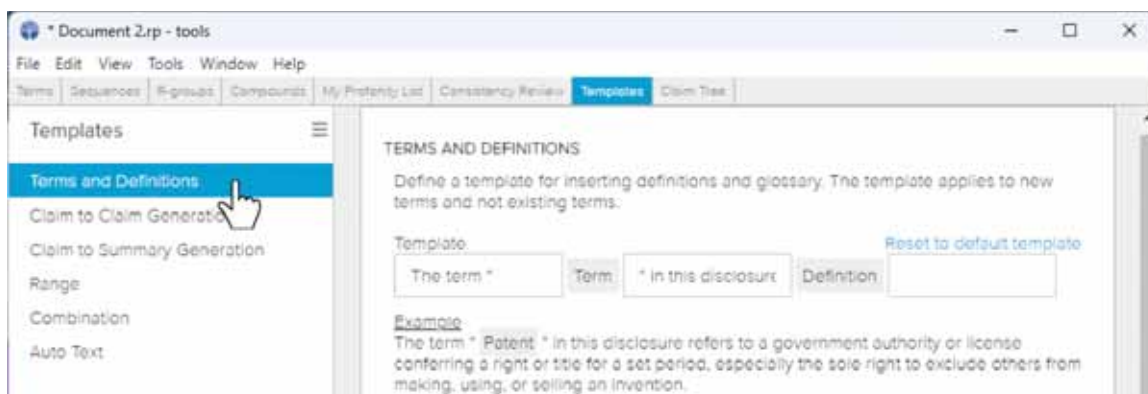 * Document 2.rp - tools
File Edit View Tools Window Help
Terms Sequences R-groups Compounds My Profanity List Consistency Review Templates Claim Tree
Templates
Terms and Definitions
Claim to Claim Generation
Claim to Summary Generation
Range
Combination
Auto Text
TERMS AND DEFINITIONS
Define a template for inserting definitions and glossary. The template applies to new
terms and not existing terms.
Template Reset to default template
The term " Term " in this disclosure Definition
Example
The term " Patent " in this disclosure refers to a government authority or license
conferring a right or title for a set period, especially the sole right to exclude others from
making, using, or selling an invention.